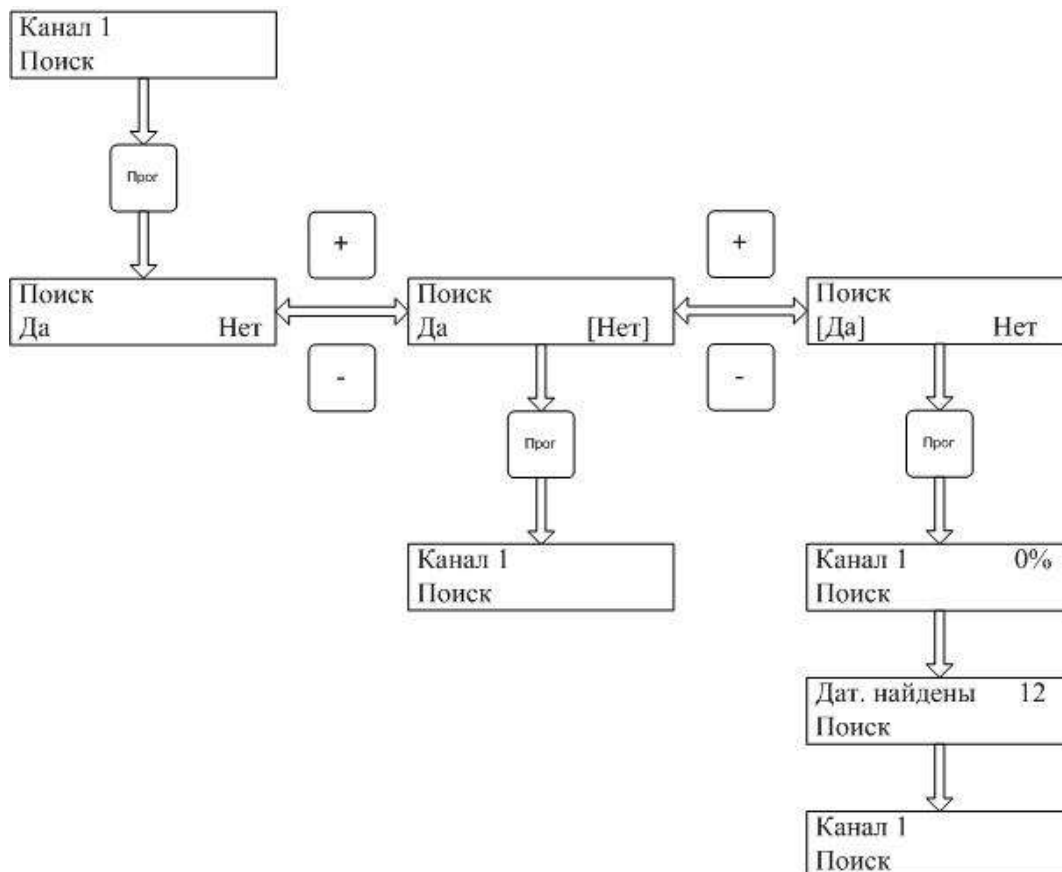 Канал 1
Поиск
Прог
+
+
Поиск
Да Нет
Поиск
Да [Нет]
Поиск
[Да] Нет
-
-
Прог
Прог
Канал 1
Поиск
Канал 1 0%
Поиск
Дат. найдены 12
Поиск
Канал 1
Поиск